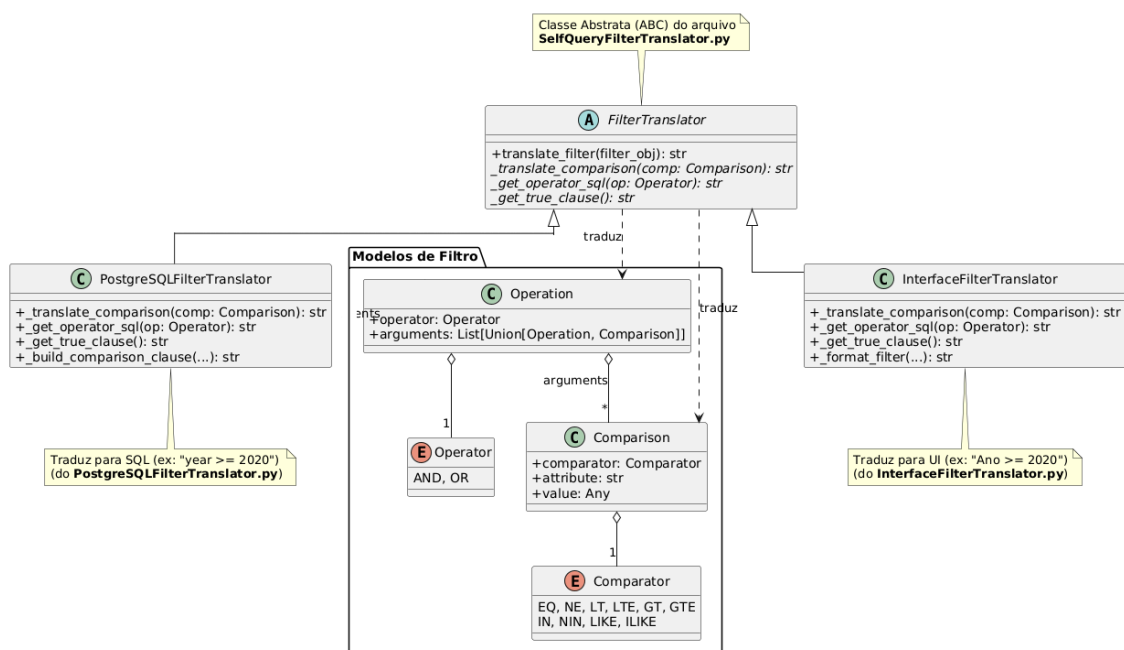 Classe Abstrata (ABC) do arquivo
SelfQueryFilterTranslator.py
A FilterTranslator
+translate_filter(filter_obj): str
_translate_comparison(comp: Comparison): str
_get_operator_sql(op: Operator): str
_get_true_clause(): str
traduz
traduz
C PostgreSQLFilterTranslator
+_translate_comparison(comp: Comparison): str
+_get_operator_sql(op: Operator): str
+_get_true_clause(): str
+_build_comparison_clause(...): str
Modelos de Filtro
C Operation
+operator: Operator
+arguments: List[Union[Operation, Comparison]]
C InterfaceFilterTranslator
+_translate_comparison(comp: Comparison): str
+_get_operator_sql(op: Operator): str
+_get_true_clause(): str
+_format_filter(...): str
arguments
*
1
E Operator
AND, OR
C Comparison
+comparator: Comparator
+attribute: str
+value: Any
Traduz para SQL (ex: "year >= 2020")
(do PostgreSQLFilterTranslator.py)
Traduz para UI (ex: "Ano >= 2020")
(do InterfaceFilterTranslator.py)
1
E Comparator
EQ, NE, LT, LTE, GT, GTE
IN, NIN, LIKE, ILIKE